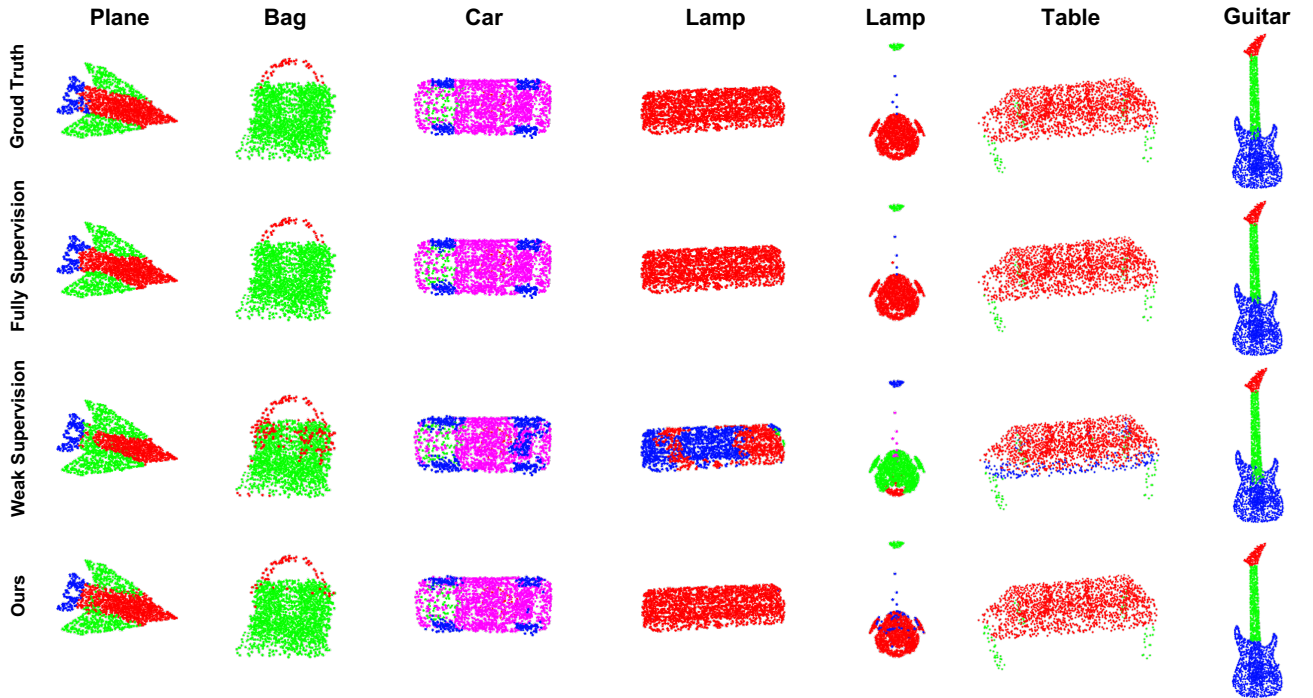 Plane Bag Car Lamp Lamp Table Guitar
Groud Truth
Fully Supervision
Weak Supervision
Ours